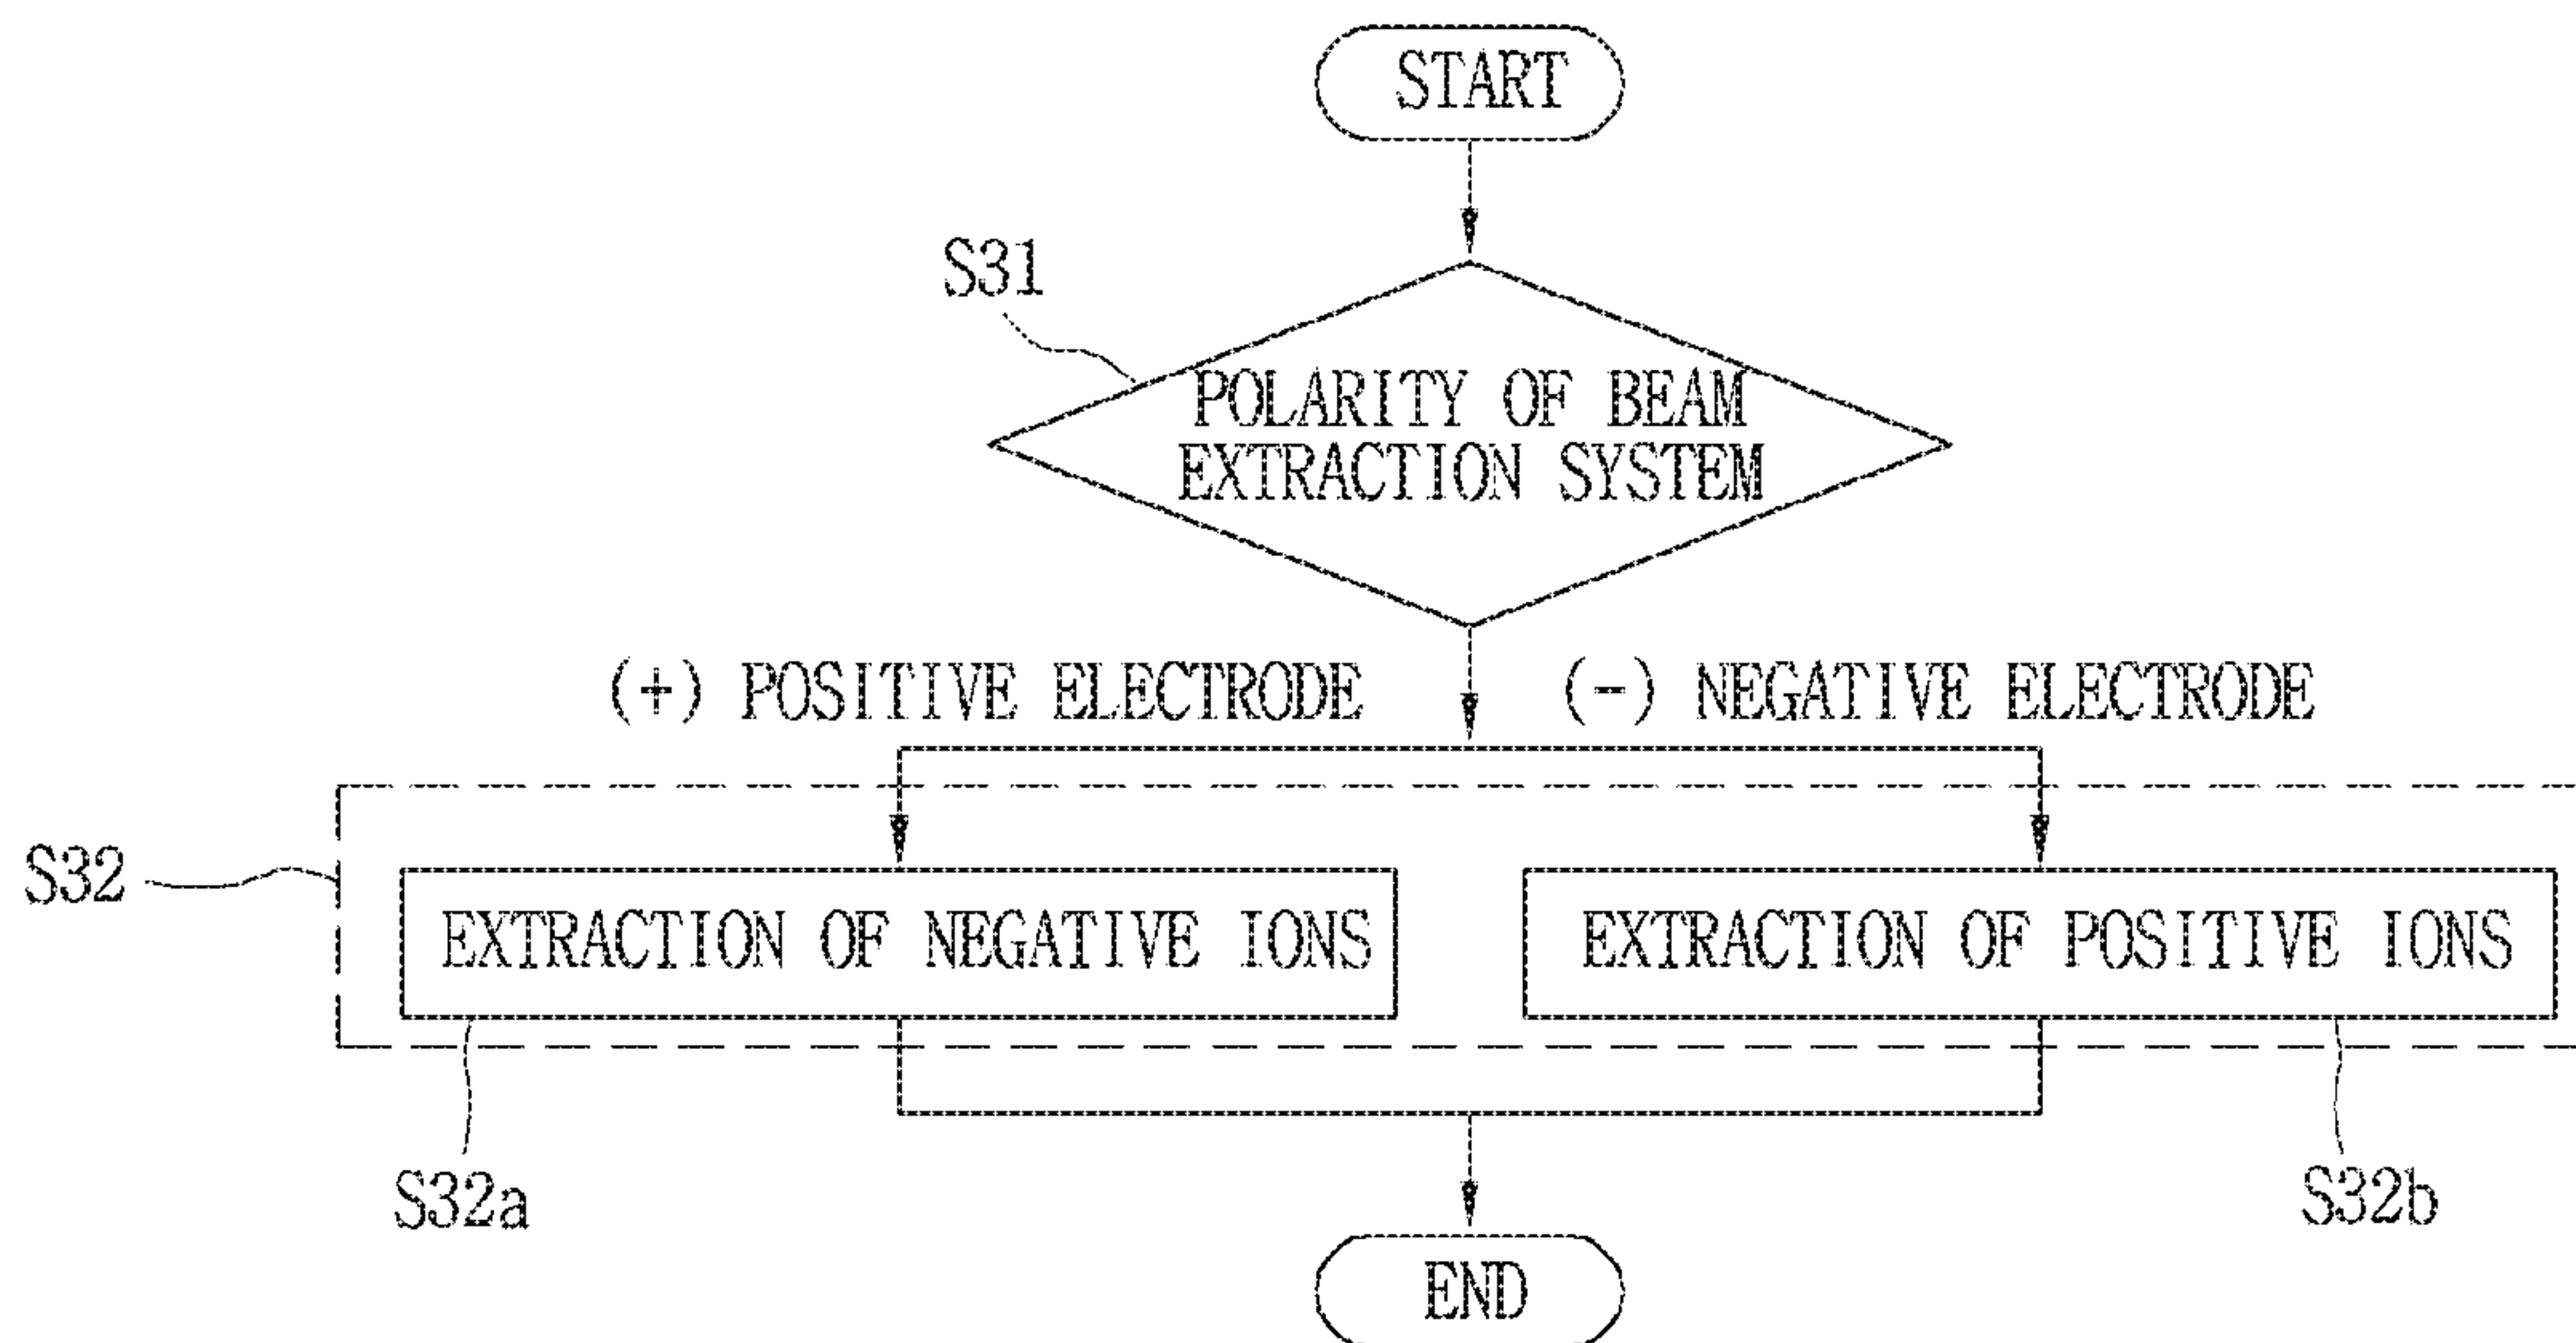 START
S31
POLARITY OF BEAM
EXTRACTION SYSTEM
(+) POSITIVE ELECTRODE
(-) NEGATIVE ELECTRODE
S32
EXTRACTION OF NEGATIVE IONS
EXTRACTION OF POSITIVE IONS
S32a
S32b
END